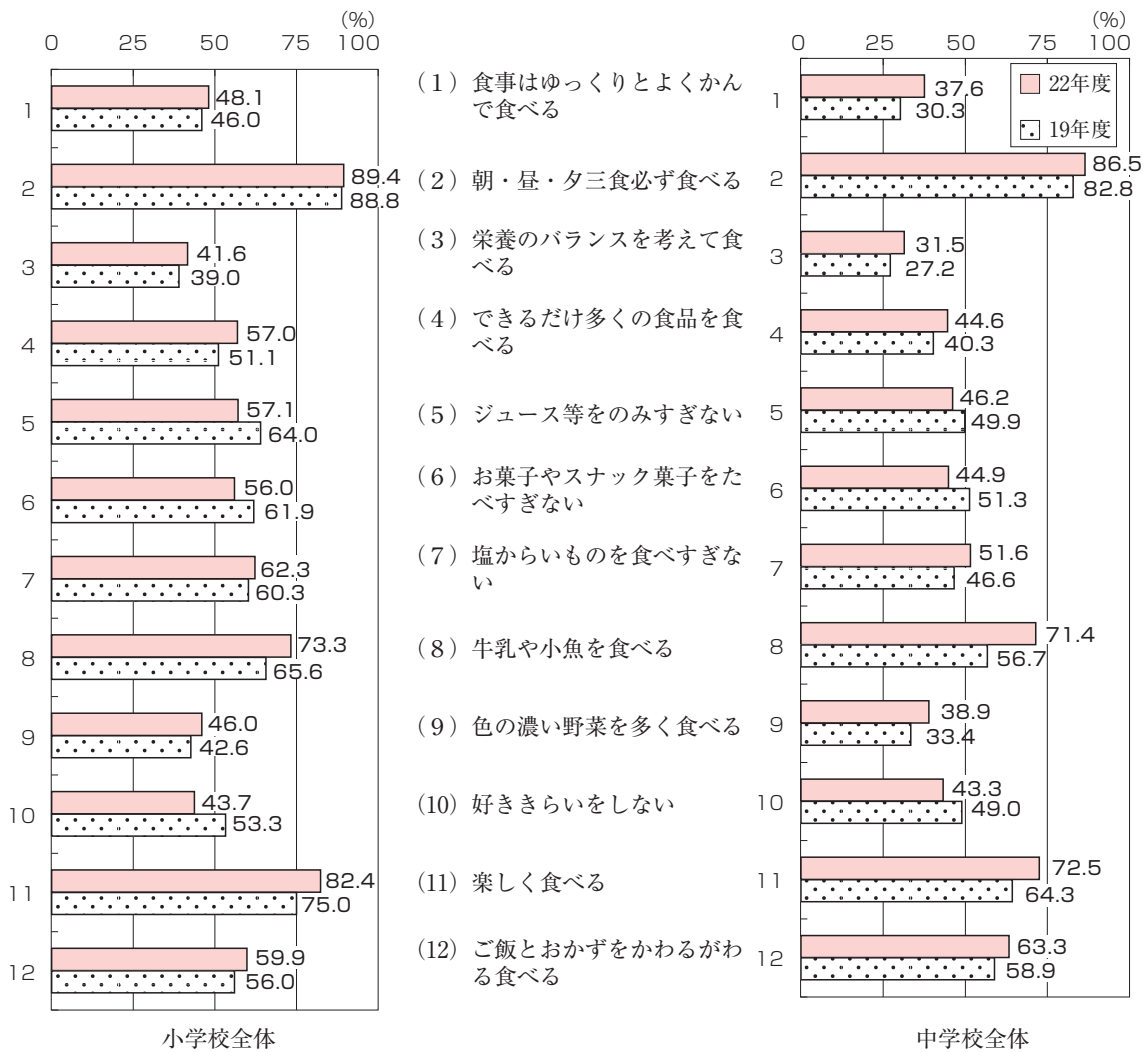 (%)
0 25 50 75 100
1 48.1
46.0
2 89.4
88.8
3 41.6
39.0
4 57.0
51.1
5 57.1
64.0
6 56.0
61.9
7 62.3
60.3
8 73.3
65.6
9 46.0
42.6
10 43.7
53.3
11 82.4
75.0
12 59.9
56.0
小学校全体
(1) 食事はゆっくりとよくかん
で食べる
(2) 朝・昼・夕三食必ず食べる
(3) 栄養のバランスを考えて食
べる
(4) できるだけ多くの食品を食
べる
(5) ジュース等をのみすぎない
(6) お菓子やスナック菓子をた
べすぎない
(7) 塩からいものを食べすぎな
い
(8) 牛乳や小魚を食べる
(9) 色の濃い野菜を多く食べる
(10) 好ききらいをしない
(11) 楽しく食べる
(12) ご飯とおかずをかわるがわ
る食べる
(%)
0 25 50 75 100
22年度
19年度
1 37.6
30.3
2 86.5
82.8
3 31.5
27.2
4 44.6
40.3
5 46.2
49.9
6 44.9
51.3
7 51.6
46.6
8 71.4
56.7
9 38.9
33.4
10 43.3
49.0
11 72.5
64.3
12 63.3
58.9
中学校全体